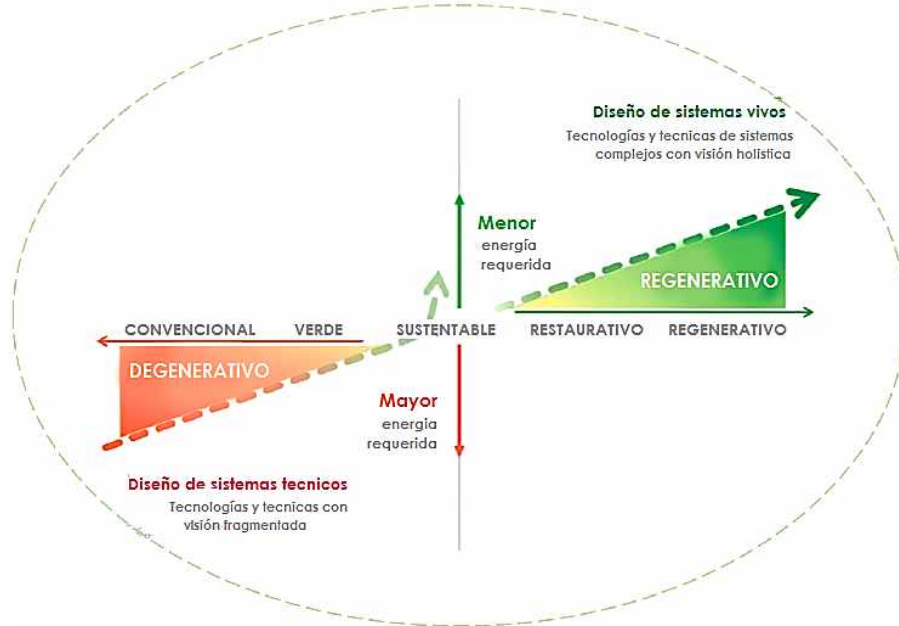 Diseño de sistemas vivos
Tecnologías y tecnicas de sistemas
complejos con visión holística
Menor
energía
requerida
REGENERATIVO
CONVENCIONAL VERDE SUSTENTABLE RESTAURATIVO REGENERATIVO
DEGENERATIVO
Mayor
energia
requerida
Diseño de sistemas tecnicos
Tecnologías y tecnicas con
visión fragmentada